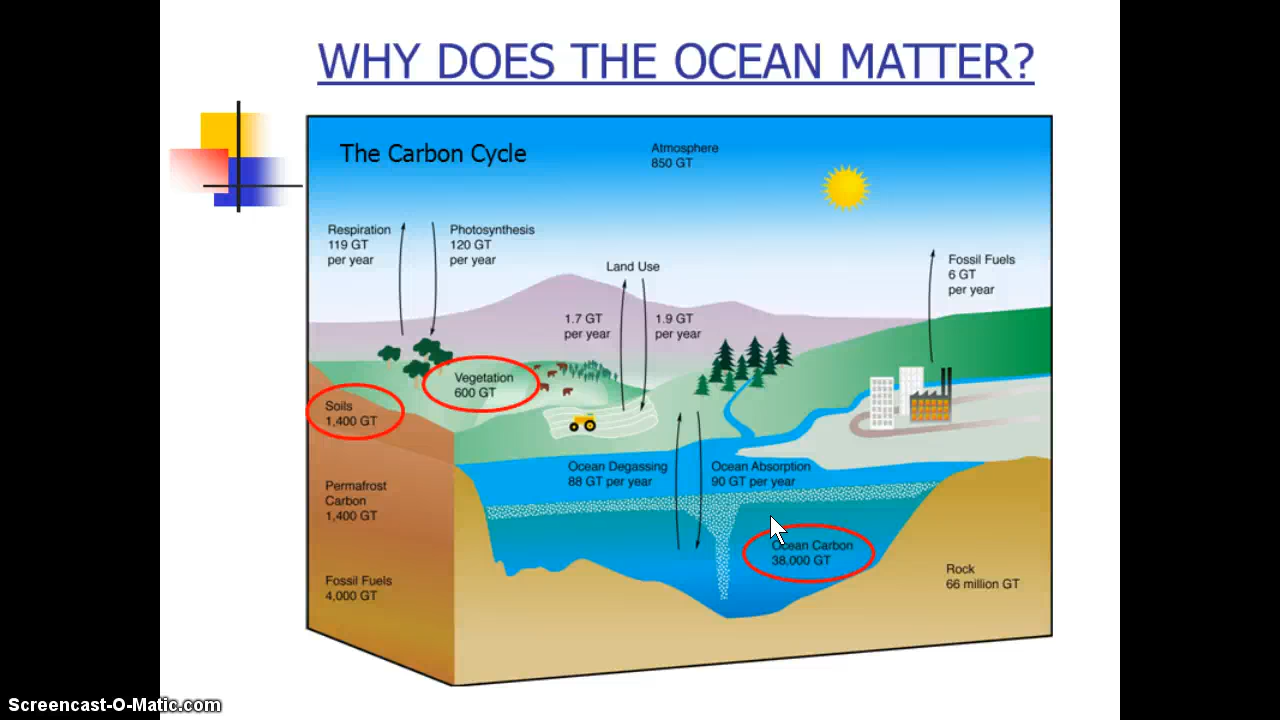 WHY DOES THE OCEAN MATTER?
The Carbon Cycle
Atmosphere
850 GT
Respiration
119 GT
per year
Photosynthesis
120 GT
per year
Land Use
1.7 GT
per year
1.9 GT
per year
Fossil Fuels
6 GT
per year
Vegetation
600 GT
Soils
1,400 GT
Ocean Degassing
88 GT per year
Ocean Absorption
90 GT per year
Permafrost
Carbon
1,400 GT
Ocean Carbon
38,000 GT
Fossil Fuels
4,000 GT
Rock
66 million GT
Screencast-O-Matic.com